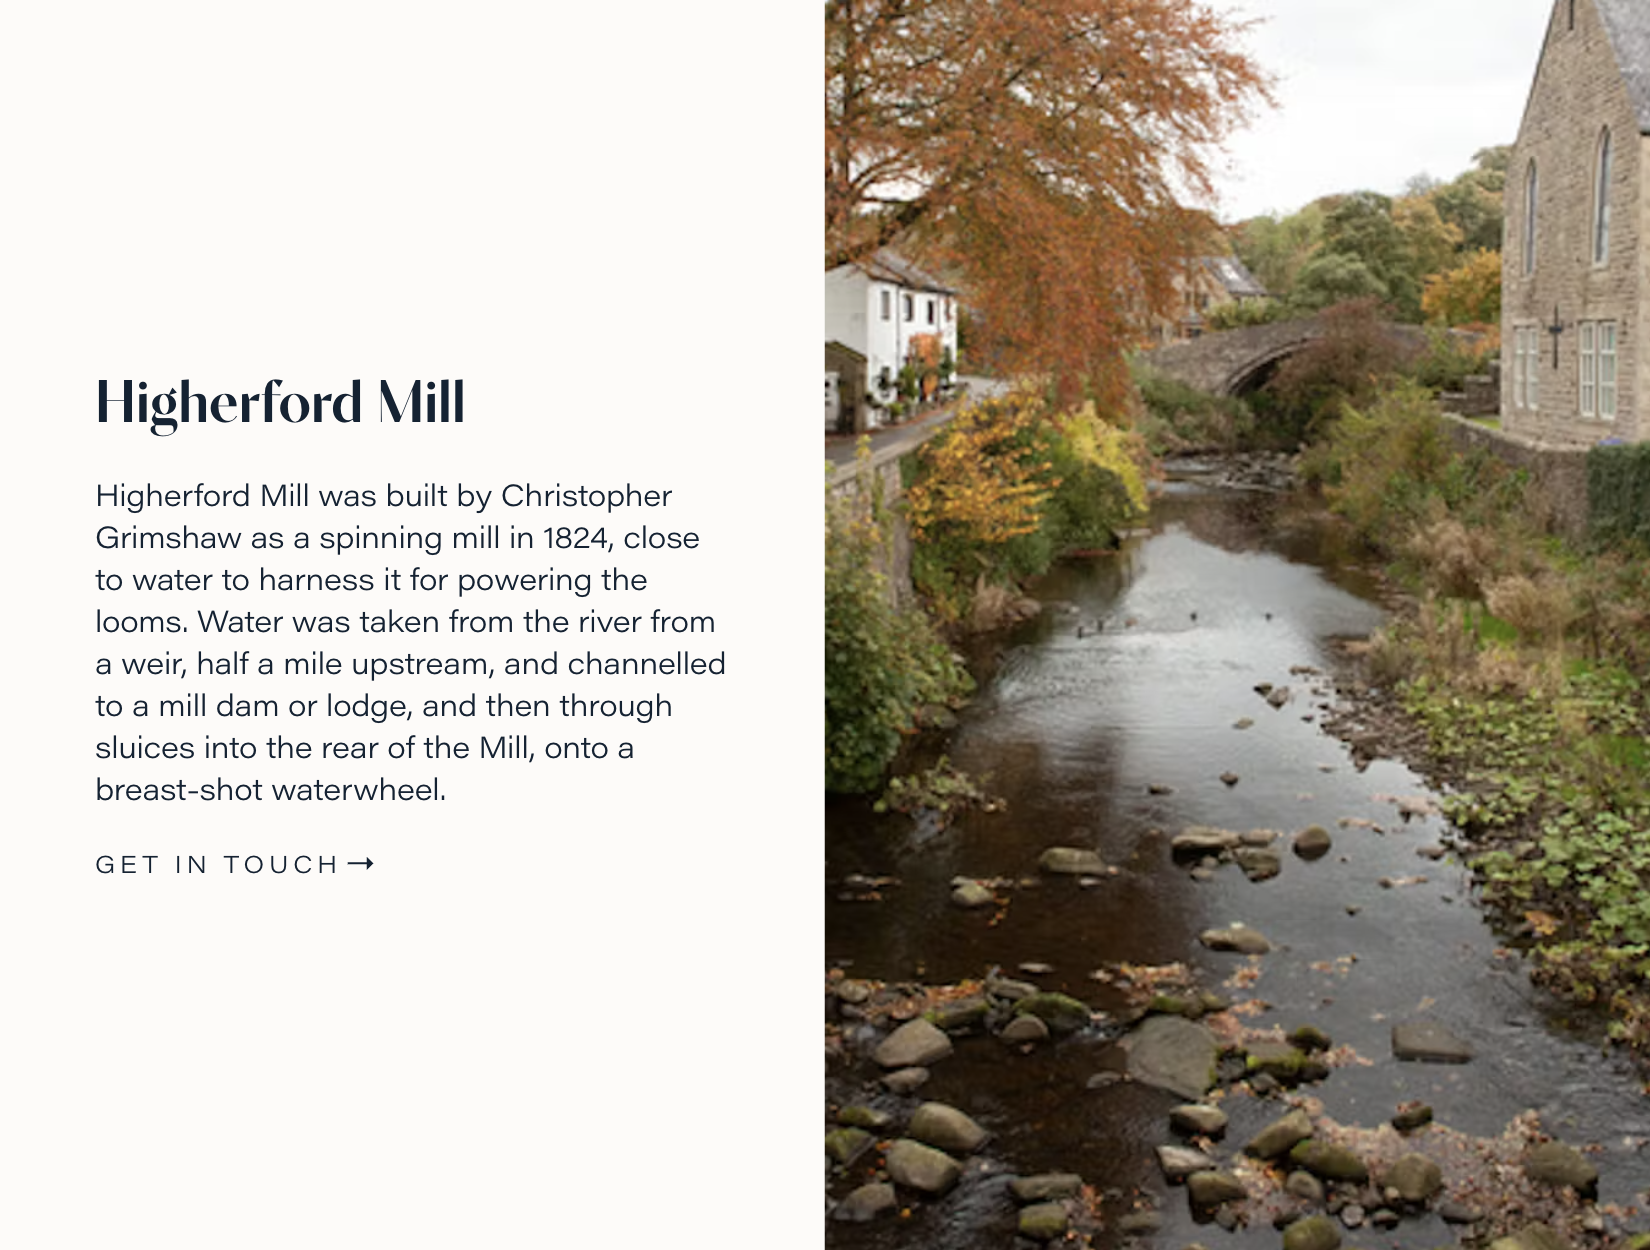 Higherford Mill
Higherford Mill was built by Christopher
Grimshaw as a spinning mill in 1824, close
to water to harness it for powering the
looms. Water was taken from the river from
a weir, half a mile upstream, and channelled
to a mill dam or lodge, and then through
sluices into the rear of the Mill, onto a
breast-shot waterwheel.
GET IN TOUCH →